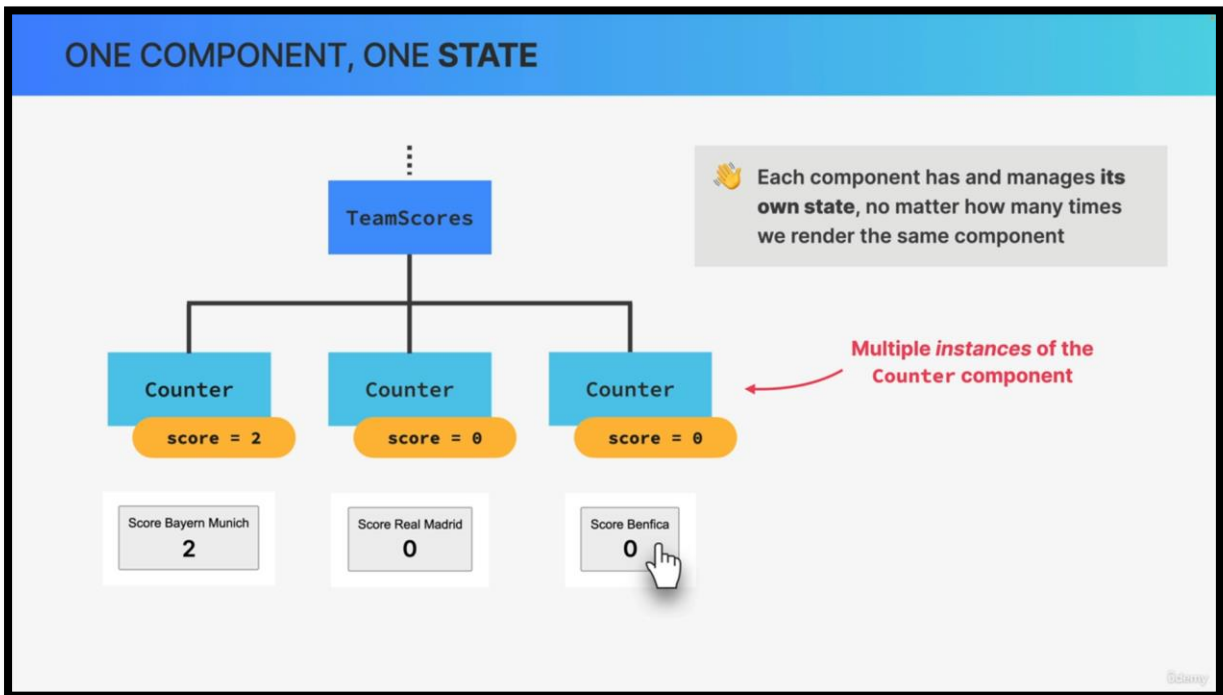 ONE COMPONENT, ONE STATE
TeamScores
👋 Each component has and manages its
own state, no matter how many times
we render the same component
Multiple instances of the
Counter component
Counter
Counter
Counter
score = 2
score = 0
score = 0
Score Bayern Munich
2
Score Real Madrid
0
Score Benfica
0
Udemy